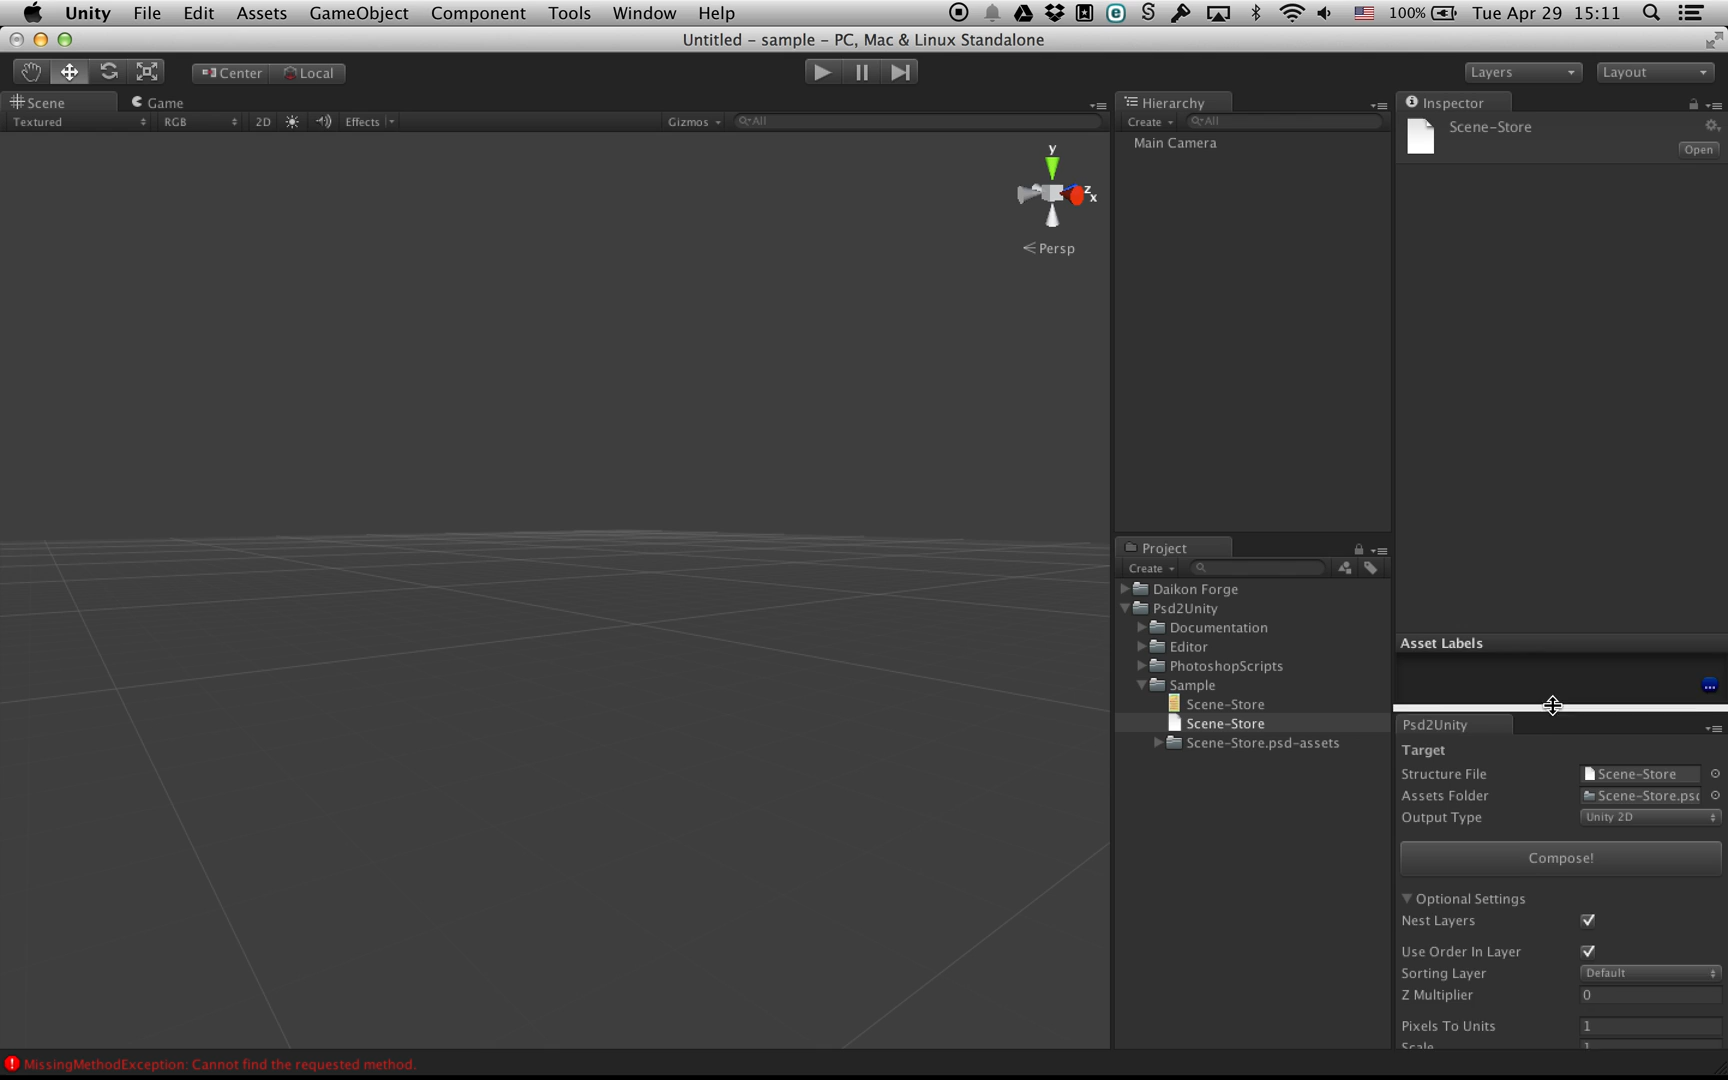 Unity File Edit Assets GameObject Component Tools Window Help 100% Tue Apr 29 15:11
Untitled - sample - PC, Mac & Linux Standalone
Center Local Layers Layout
Scene Game
Textured RGB 2D Effects Gizmos All
y
z
x
Persp
Hierarchy
Create All
Main Camera
Project
Create
Daikon Forge
Psd2Unity
Documentation
Editor
PhotoshopScripts
Sample
Scene-Store
Scene-Store
Scene-Store.psd-assets
Inspector
Scene-Store
Open
Asset Labels
...
Psd2Unity
Target
Structure File Scene-Store
Assets Folder Scene-Store.psd
Output Type Unity 2D
Compose!
Optional Settings
Nest Layers
Use Order In Layer
Sorting Layer Default
Z Multiplier 0
Pixels To Units 1
Scale 1
MissingMethodException: Cannot find the requested method.